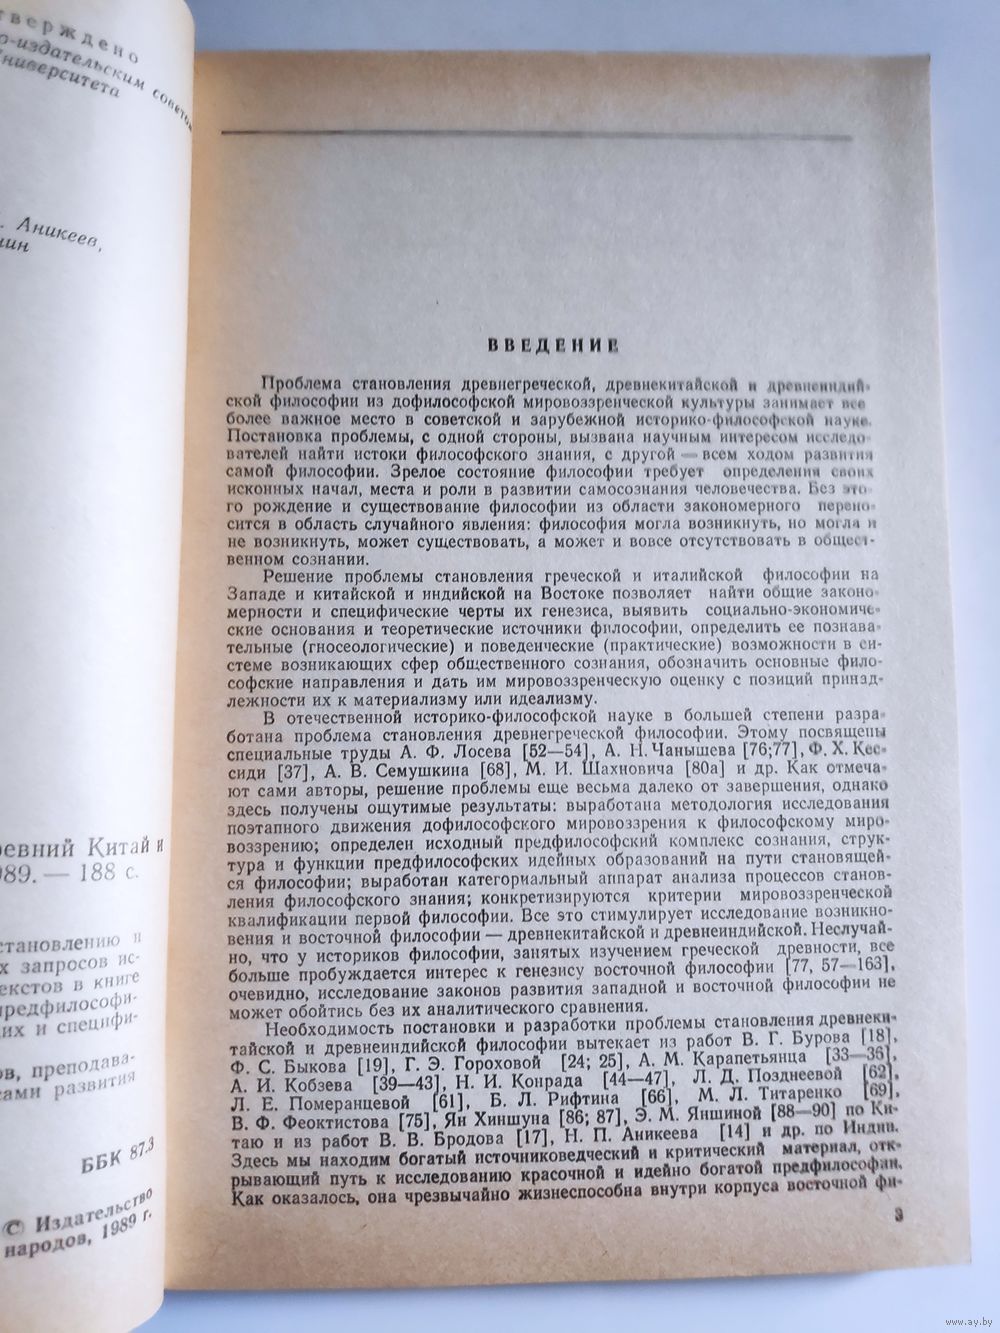 тверждено
о-издательским советом
Университета
. Аникеев,
ревний Китай и
989. — 188 с.
становлению и
х запросов ис-
екстов в книге
предфилософи-
ких и специфи-
ов, преподава-
сами развития
ББК 87.3
© Издательство
народов, 1989 г.
ВВЕДЕНИЕ
Проблема становления древнегреческой, древнекитайской и древнеиндий-
ской философии из дофилософской мировоззренческой культуры занимает все
более важное место в советской и зарубежной историко-философской науке.
Постановка проблемы, с одной стороны, вызвана научным интересом исследо-
вателей найти истоки философского знания, с другой — всем ходом развития
самой философии. Зрелое состояние философии требует определения своих
исконных начал, места и роли в развитии самосознания человечества. Без это-
го рождение и существование философии из области закономерного перено-
сится в область случайного явления: философия могла возникнуть, но могла и
не возникнуть, может существовать, а может и вовсе отсутствовать в общест-
венном сознании.
Решение проблемы становления греческой и италийской философии на
Западе и китайской и индийской на Востоке позволяет найти общие законо-
мерности и специфические черты их генезиса, выявить социально-экономиче-
ские основания и теоретические источники философии, определить ее познава-
тельные (гносеологические) и поведенческие (практические) возможности в си-
стеме возникающих сфер общественного сознания, обозначить основные фило-
софские направления и дать им мировоззренческую оценку с позиций принад-
лежности их к материализму или идеализму.
В отечественной историко-философской науке в большей степени разра-
ботана проблема становления древнегреческой философии. Этому посвящены
специальные труды А. Ф. Лосева [52—54], А. Н. Чанышева [76;77], Ф. Х. Кес-
сиди [37], А. В. Семушкина [68], М. И. Шахновича [80а] и др. Как отмеча-
ют сами авторы, решение проблемы еще весьма далеко от завершения, однако
здесь получены ощутимые результаты: выработана методология исследования
поэтапного движения дофилософского мировоззрения к философскому миро-
воззрению; определен исходный предфилософский комплекс сознания, струк-
тура и функции предфилософских идейных образований на пути становящей-
ся философии; выработан категориальный аппарат анализа процессов станов-
ления философского знания; конкретизируются критерии мировоззренческой
квалификации первой философии. Все это стимулирует исследование возникно-
вения и восточной философии — древнекитайской и древнеиндийской. Неслучай-
но, что у историков философии, занятых изучением греческой древности, все
больше пробуждается интерес к генезису восточной философии [77, 57—163],
очевидно, исследование законов развития западной и восточной философии не
может обойтись без их аналитического сравнения.
Необходимость постановки и разработки проблемы становления древнеки-
тайской и древнеиндийской философии вытекает из работ В. Г. Бурова [18],
Ф. С. Быкова [19], Г. Э. Гороховой [24; 25], А. М. Карапетьянца [33—36],
А. И. Кобзева [39—43], Н. И. Конрада [44—47], Л. Д. Позднеевой [62],
Л. Е. Померанцевой [61], Б. Л. Рифтина [66], М. Л. Титаренко [69],
В. Ф. Феоктистова [75], Ян Хиншуна [86; 87], Э. М. Яншиной [88—90] по Ки-
таю и из работ В. В. Бродова [17], Н. П. Аникеева [14] и др. по Индии.
Здесь мы находим богатый источниковедческий и критический материал, отк-
рывающий путь к исследованию красочной и идейно богатой предфилософии.
Как оказалось, она чрезвычайно жизнеспособна внутри корпуса восточной фи-
3
www.ay.by